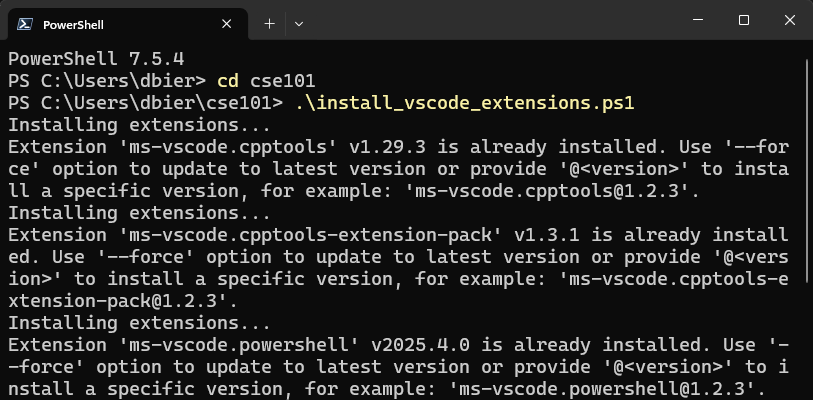 PowerShell
PowerShell 7.5.4
PS C:\Users\dbier> cd cse101
PS C:\Users\dbier\cse101> .\install_vscode_extensions.ps1
Installing extensions...
Extension 'ms-vscode.cpptools' v1.29.3 is already installed. Use '--for
ce' option to update to latest version or provide '@<version>' to insta
ll a specific version, for example: 'ms-vscode.cpptools@1.2.3'.
Installing extensions...
Extension 'ms-vscode.cpptools-extension-pack' v1.3.1 is already install
ed. Use '--force' option to update to latest version or provide '@<vers
ion>' to install a specific version, for example: 'ms-vscode.cpptools-e
xtension-pack@1.2.3'.
Installing extensions...
Extension 'ms-vscode.powershell' v2025.4.0 is already installed. Use '-
-force' option to update to latest version or provide '@<version>' to i
nstall a specific version, for example: 'ms-vscode.powershell@1.2.3'.